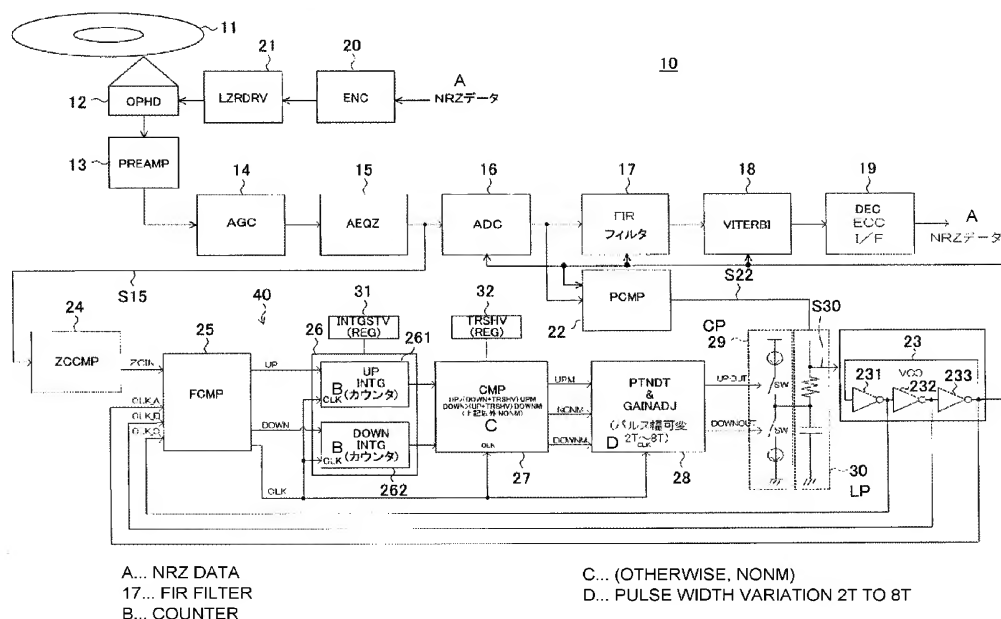 11
21
20
10
A
NRZデータ
12
OPHD
LZRDRV
ENC
13
PREAMP
14
15
16
17
18
19
AGC
AEQZ
ADC
FIR
フィルタ
VITERBI
DEC
ECC
I/F
A
NRZデータ
S15
S22
PCMP
22
S30
24
ZCCMP
40
25
ZCIN
FCMP
31
INTGSTV
(REG)
32
TRSHV
(REG)
26
261
UP
UP
INTG
B (カウンタ)
CLK
DOWN
DOWN
INTG
B (カウンタ)
CLK
262
CLK
CLK_A
CMP
UP>(DOWN+TRSHV):UPM
DOWN>(UP+TRSHV):DOWNM
(上記以外 NONM)
C
CLK
27
UPM
NONM
DOWNM
PTNDT
&
GAINADJ
(パルス幅可変
D 2T～8T)
CLK
28
UPOUT
DOWNOUT
CP
29
SW
SW
30
LP
23
VCO
231
232
233
A... NRZ DATA
17... FIR FILTER
B... COUNTER
C... (OTHERWISE, NONM)
D... PULSE WIDTH VARIATION 2T TO 8T